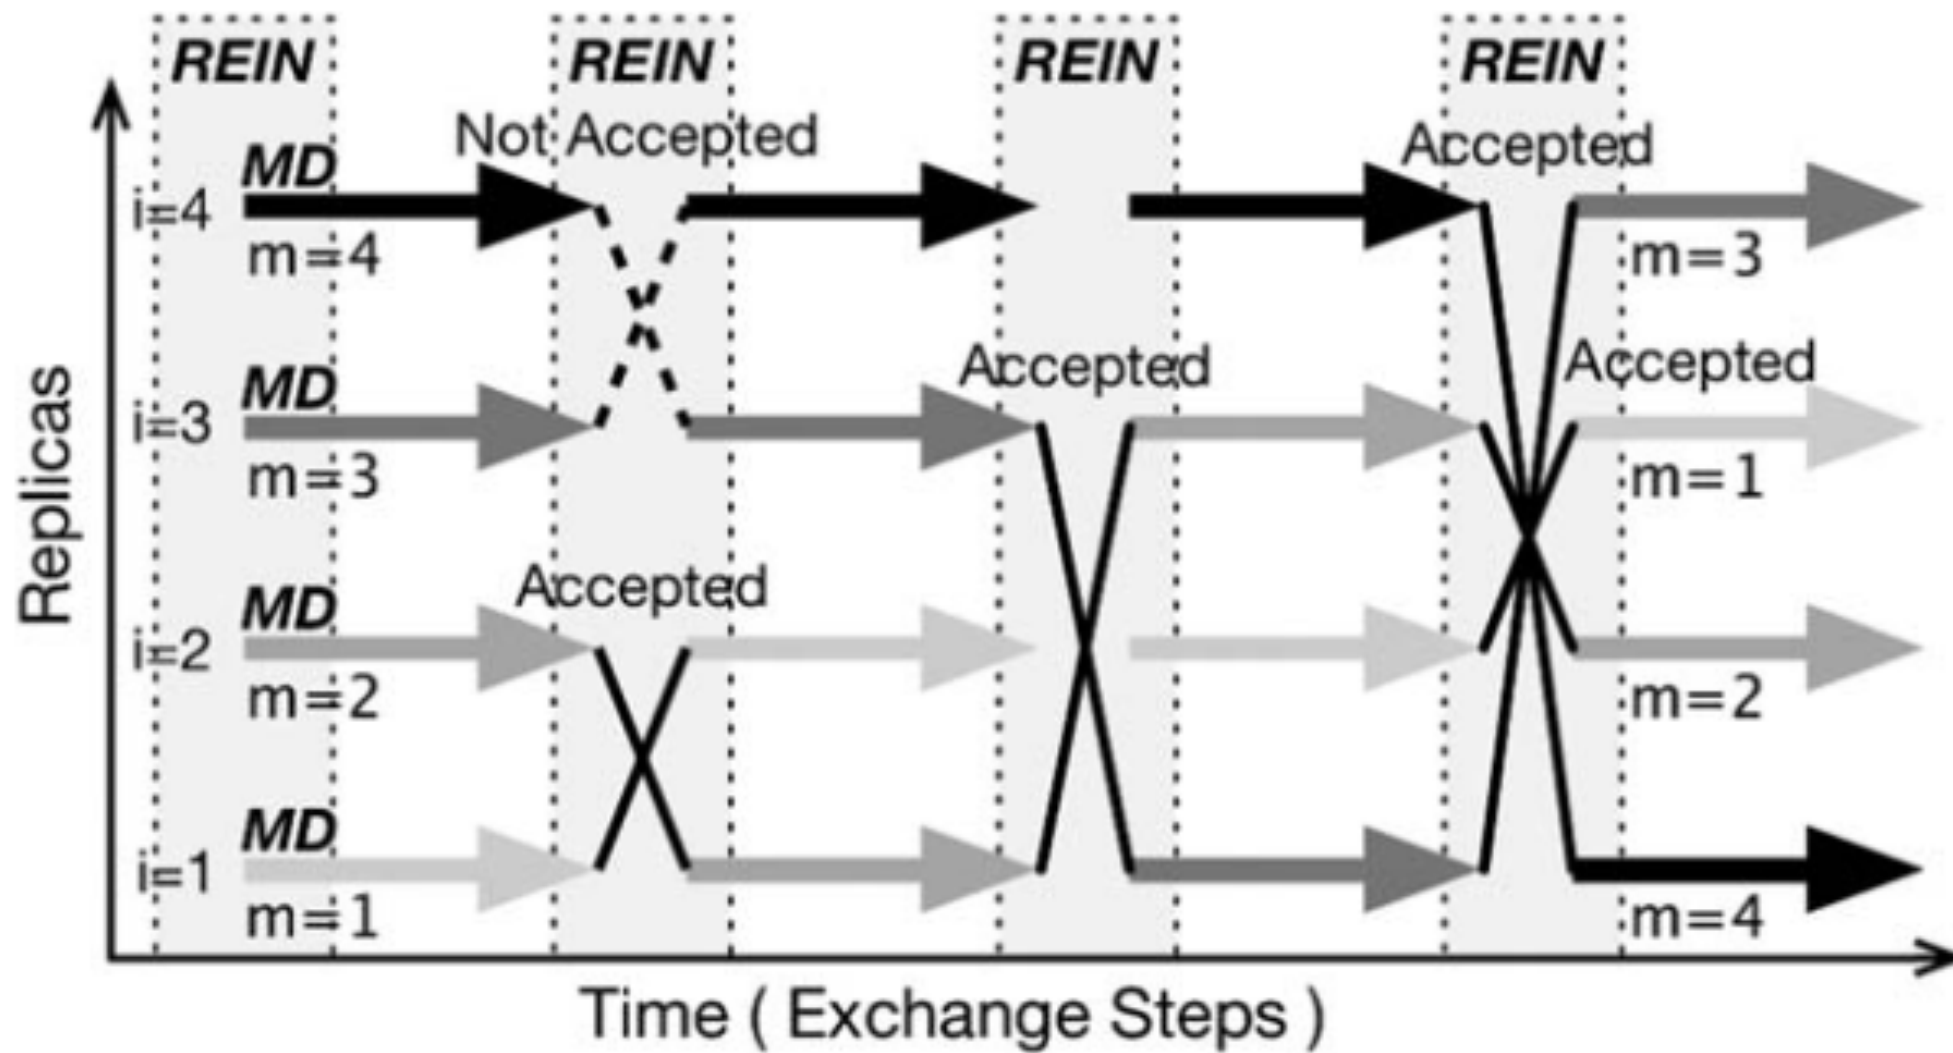 REIN REIN REIN REIN
Not Accepted Accepted
MD
i=4
m=4 m=3
Accepted Accepted
MD
i=3
m=3 m=1
Accepted
MD
i=2
m=2 m=2
MD
i=1
m=1 m=4
Replicas
Time ( Exchange Steps )